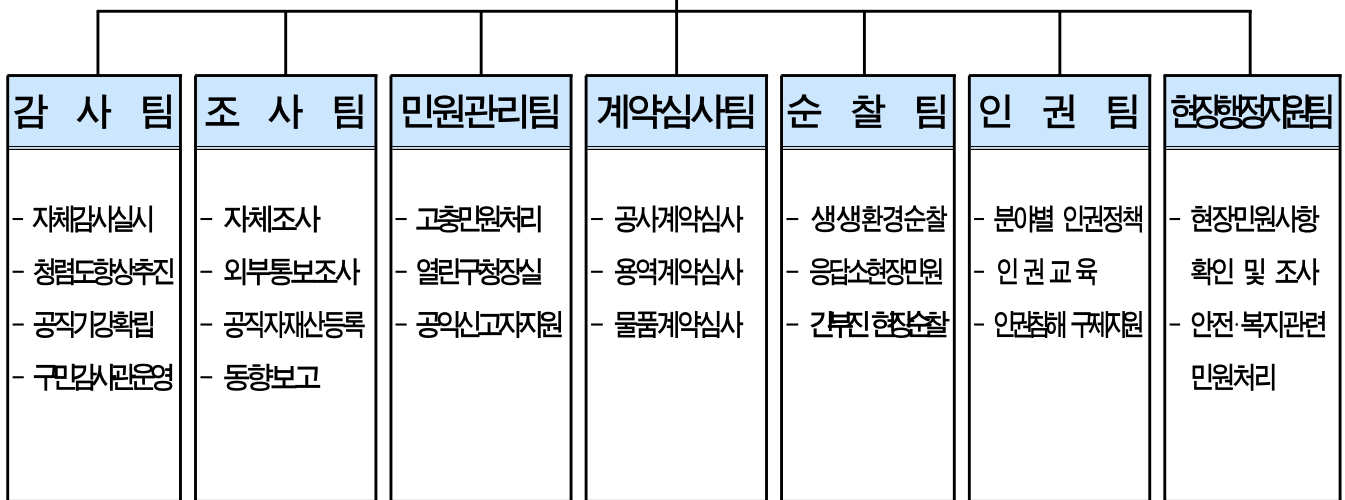 감 사 팀
- 자체감사실시
- 청렴도향상추진
- 공직기강확립
- 구민감사관운영
조 사 팀
- 자체조사
- 외부통보조사
- 공직자재산등록
- 동향보고
민원관리팀
- 고충민원처리
- 열린구청장실
- 공익신고자지원
계약심사팀
- 공사계약심사
- 용역계약심사
- 물품계약심사
순 찰 팀
- 생생환경순찰
- 응답소현장민원
- 간부진 현장순찰
인 권 팀
- 분야별 인권정책
- 인 권 교 육
- 인권침해 구제지원
현장행정지원팀
- 현장민원사항
확인 및 조사
- 안전·복지관련
민원처리